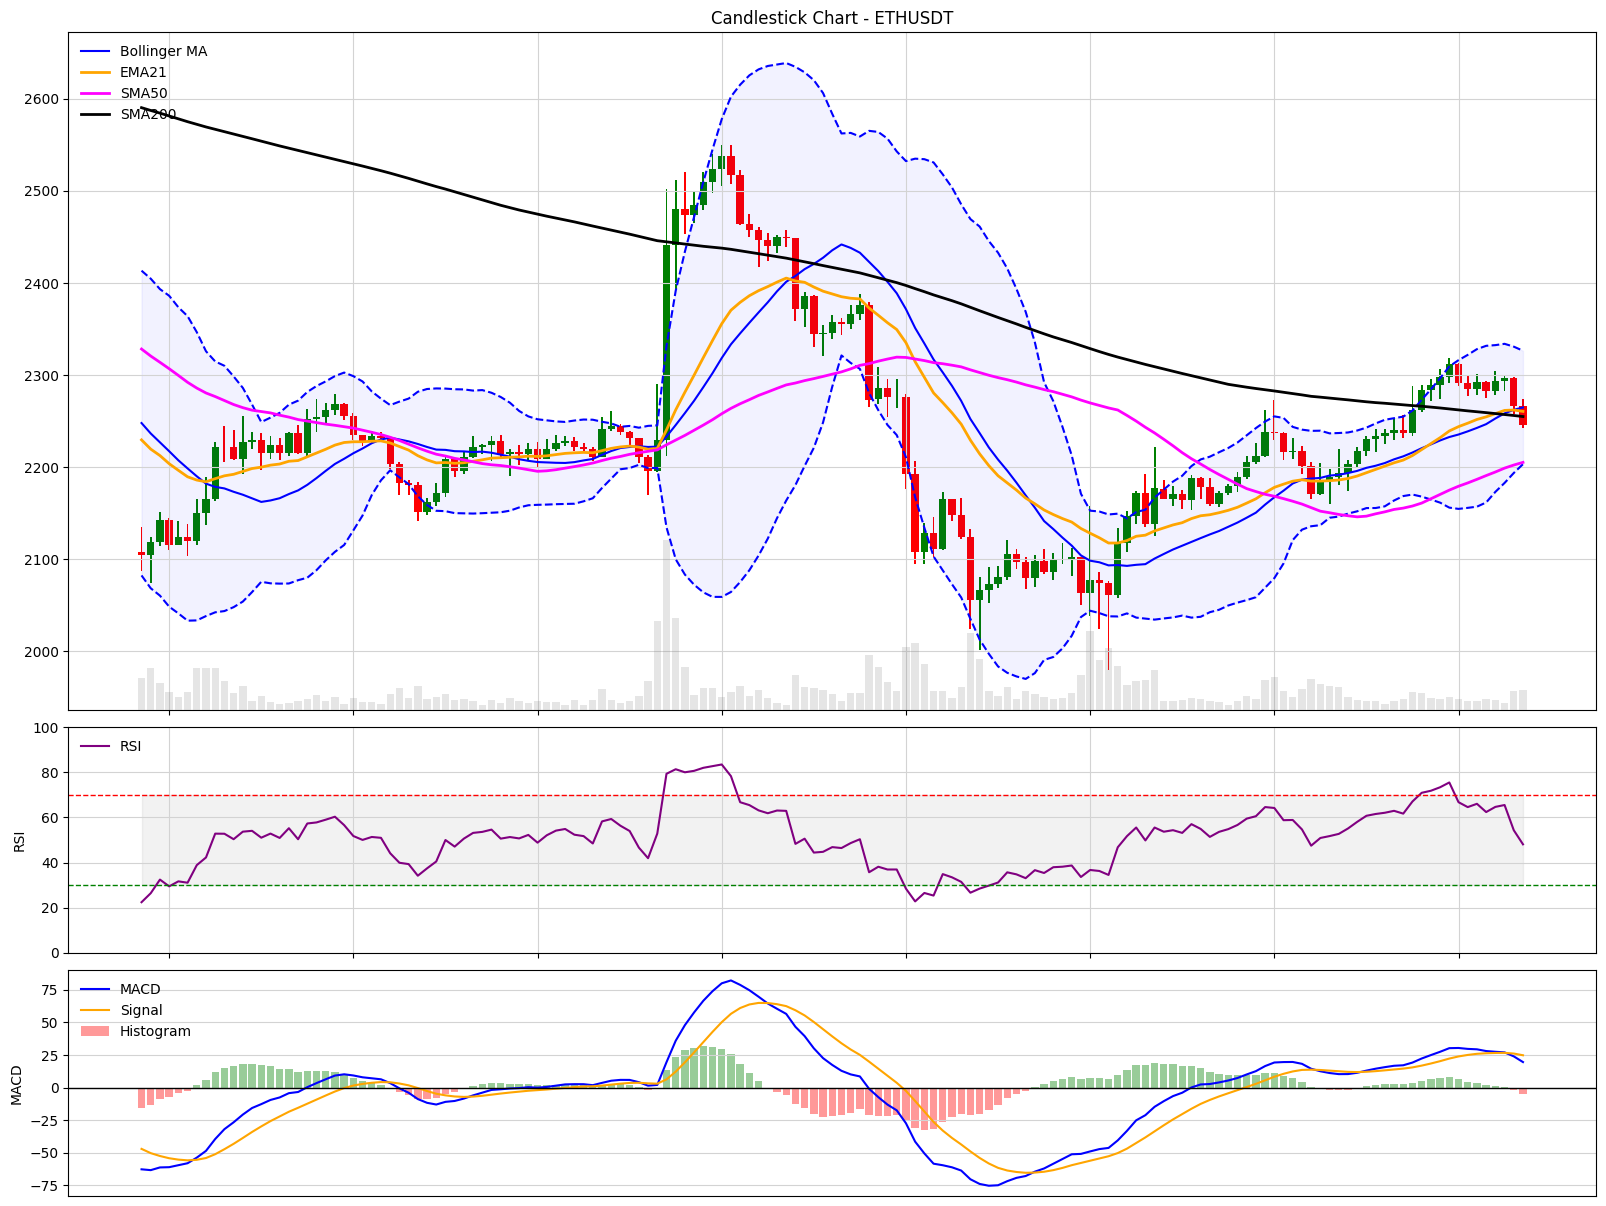 Candlestick Chart - ETHUSDT
Bollinger MA
EMA21
SMA50
SMA200
2600
2500
2400
2300
2200
2100
2000
RSI
100
80
60
40
20
0
RSI
MACD
Signal
Histogram
75
50
25
0
−25
−50
−75
MACD